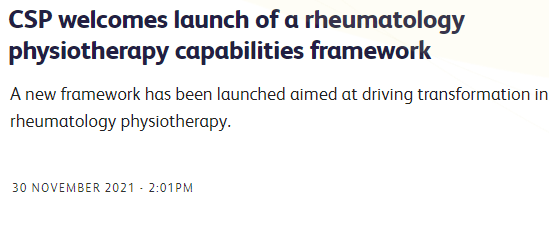 CSP welcomes launch of a rheumatology
physiotherapy capabilities framework
A new framework has been launched aimed at driving transformation in
rheumatology physiotherapy.
30 NOVEMBER 2021 - 2:01PM